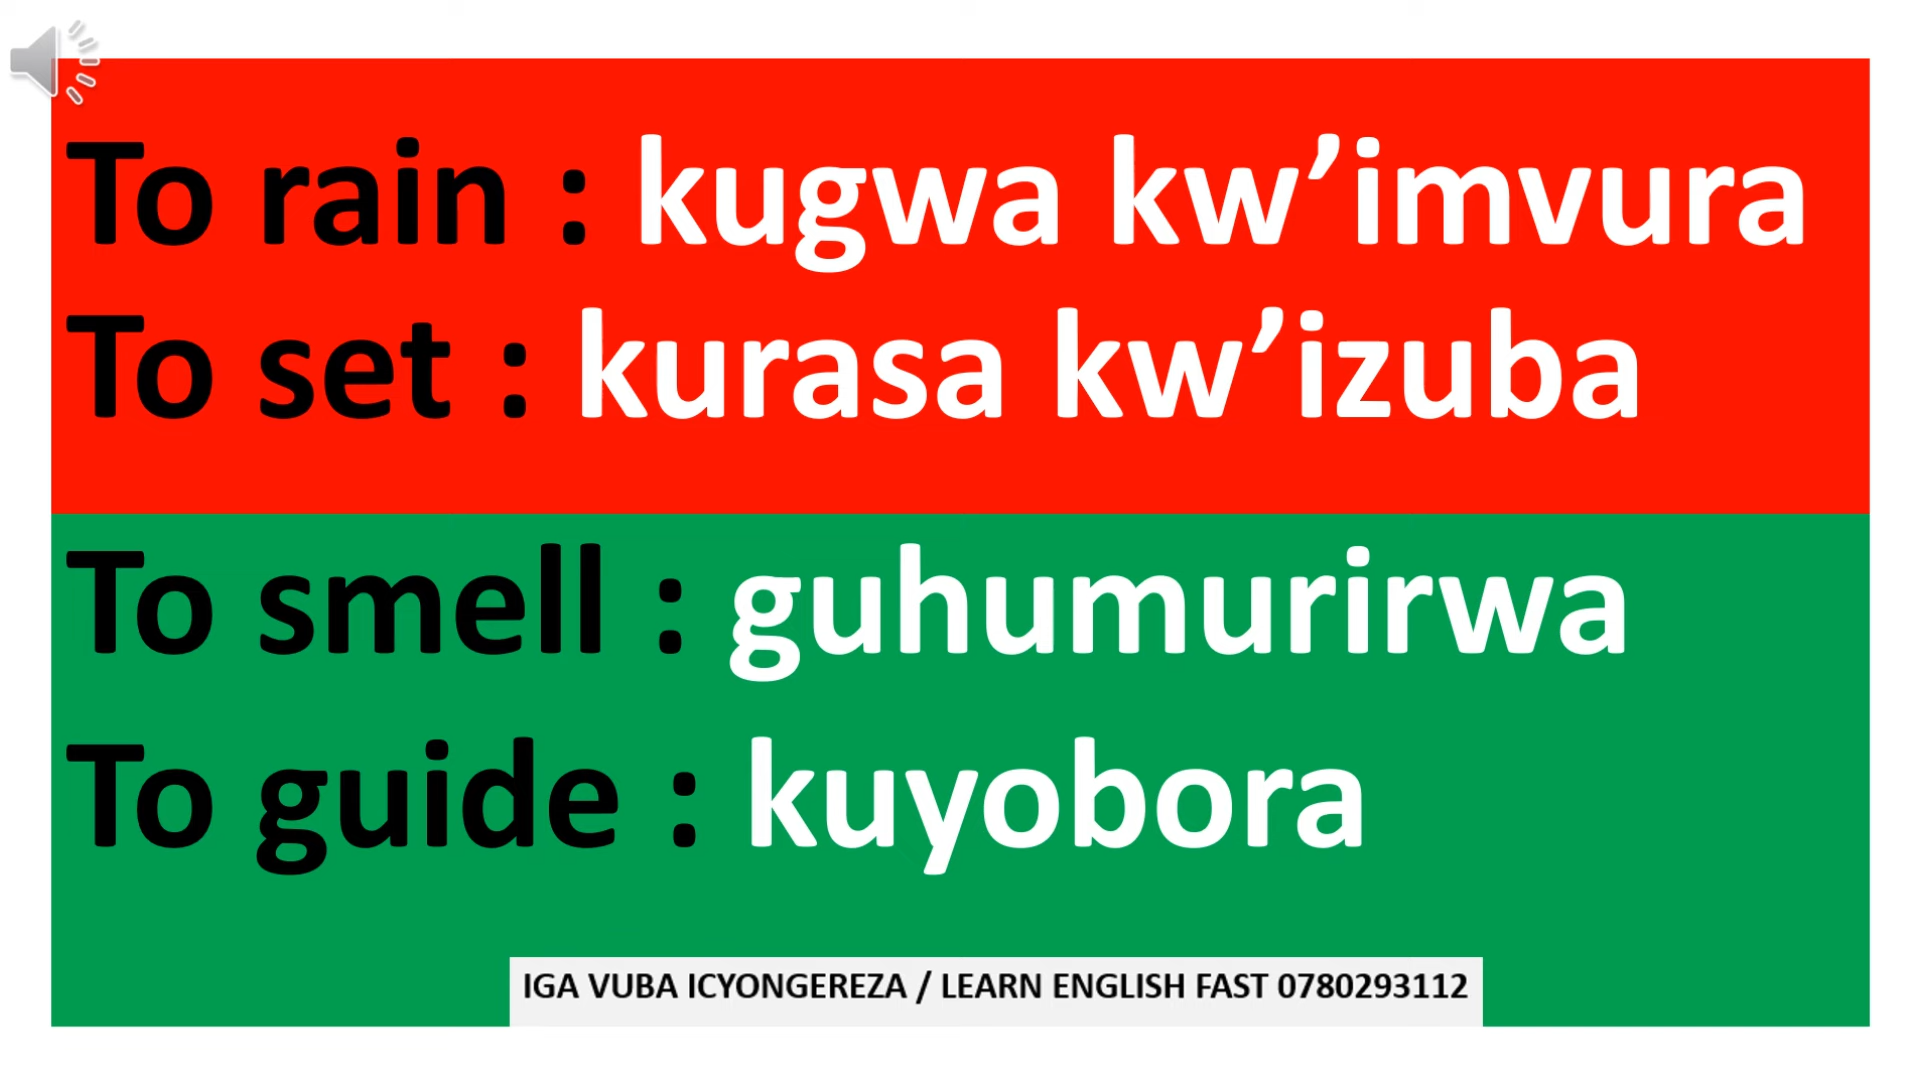 To rain : kugwa kw’imvura
To set : kurasa kw’izuba
To smell : guhumurirwa
To guide : kuyobora
IGA VUBA ICYONGEREZA / LEARN ENGLISH FAST 0780293112